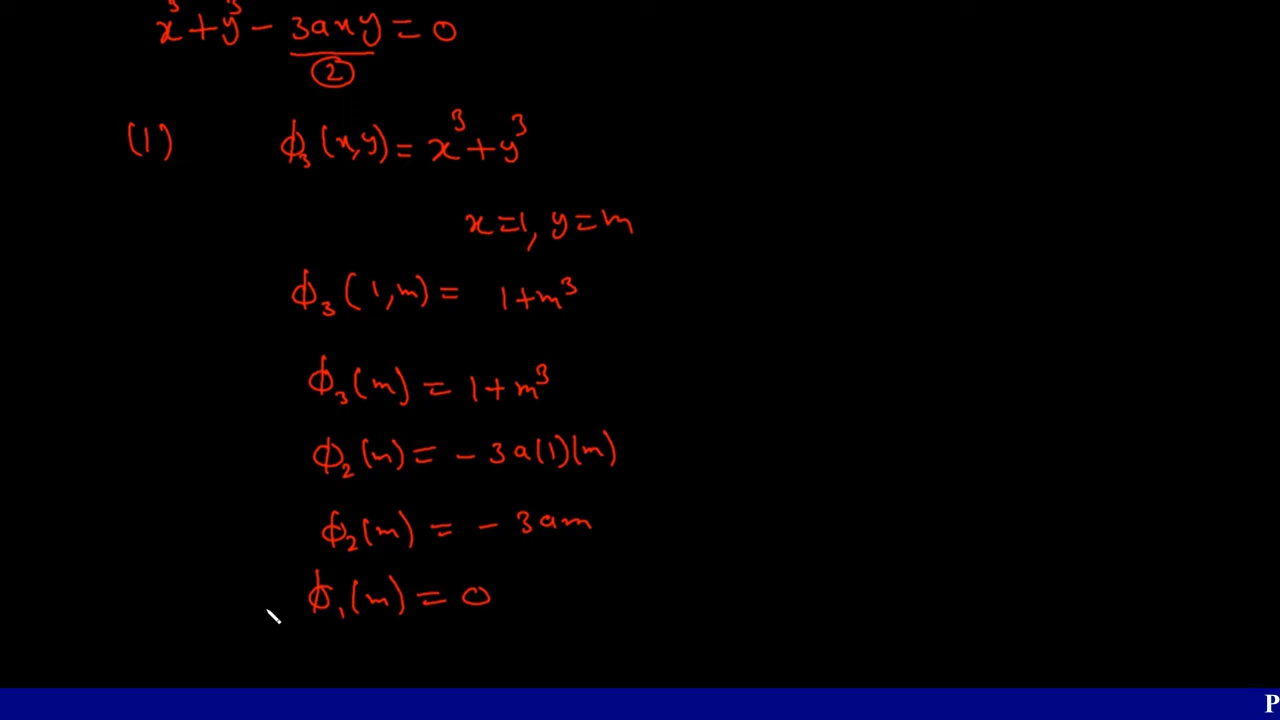 x³ + y³ - 3axy = 0
②
(1) ϕ₃(x,y) = x³ + y³
x = 1, y = m
ϕ₃(1,m) = 1 + m³
ϕ₃(m) = 1 + m³
ϕ₂(m) = - 3a(1)(m)
ϕ₂(m) = - 3am
ϕ₁(m) = 0
P